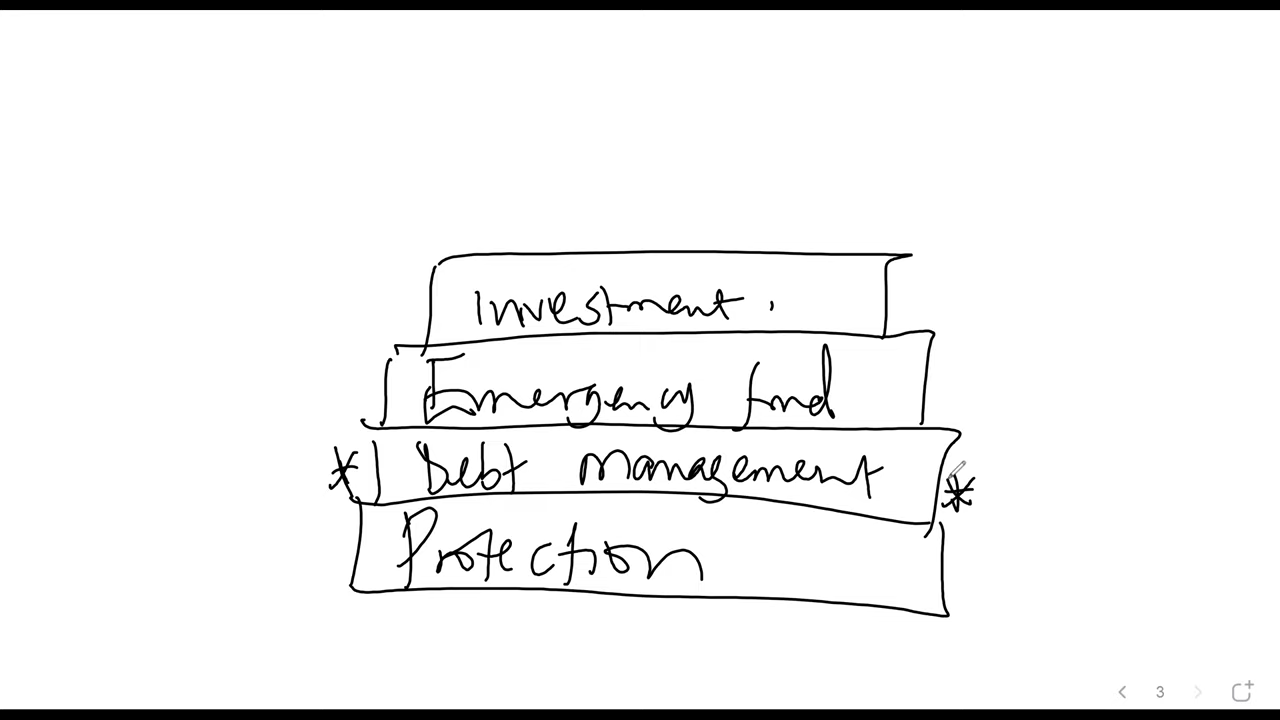 Investment.
Emergency fund
* Debt management *
Protection
3